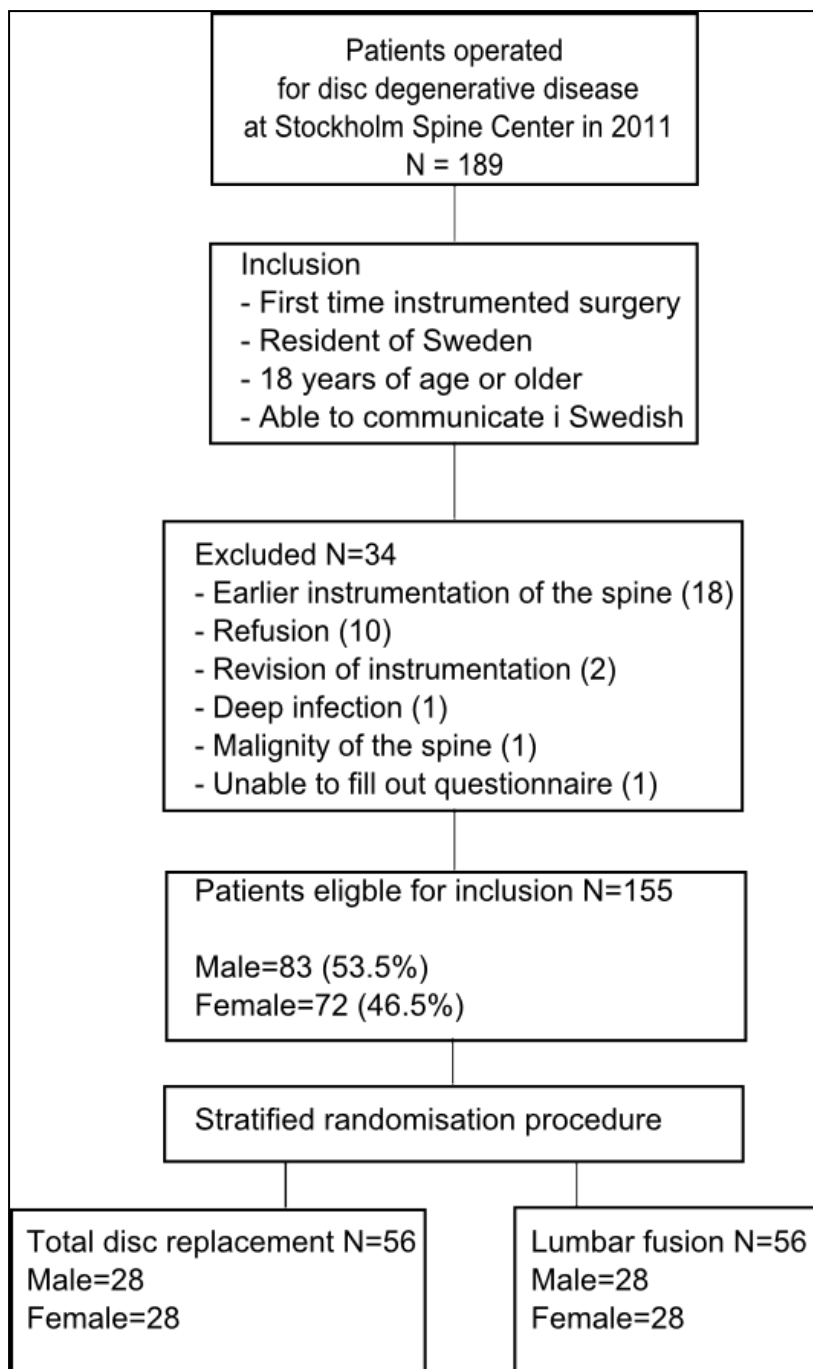 Patients operated
for disc degenerative disease
at Stockholm Spine Center in 2011
N = 189
Inclusion
- First time instrumented surgery
- Resident of Sweden
- 18 years of age or older
- Able to communicate i Swedish
Excluded N=34
- Earlier instrumentation of the spine (18)
- Refusion (10)
- Revision of instrumentation (2)
- Deep infection (1)
- Malignity of the spine (1)
- Unable to fill out questionnaire (1)
Patients eligble for inclusion N=155
Male=83 (53.5%)
Female=72 (46.5%)
Stratified randomisation procedure
Total disc replacement N=56
Male=28
Female=28
Lumbar fusion N=56
Male=28
Female=28